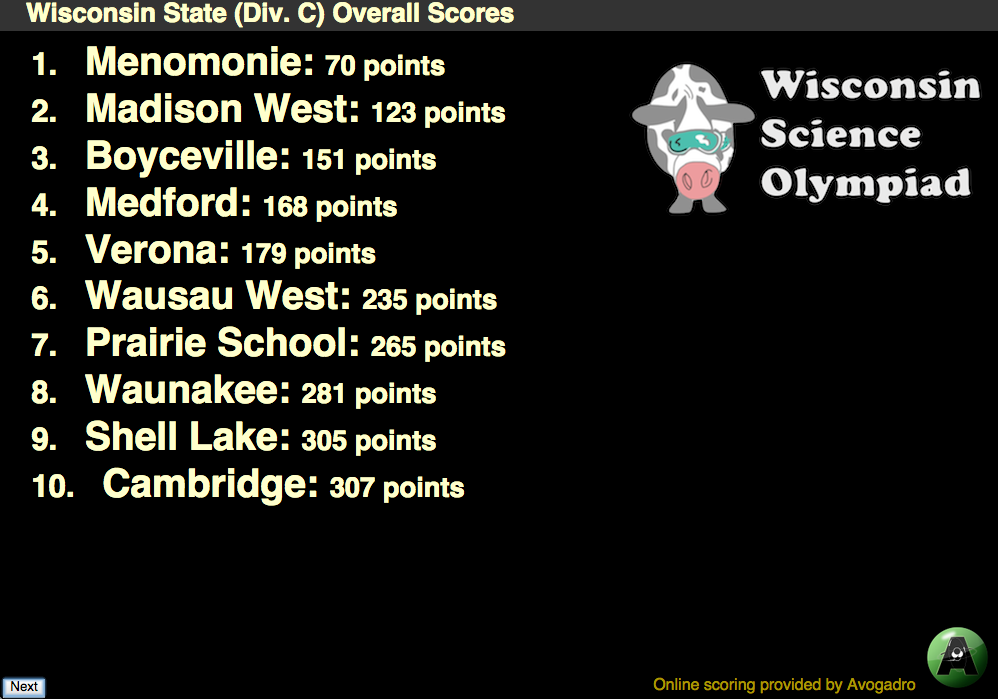 Wisconsin State (Div. C) Overall Scores
1. Menomonie: 70 points
2. Madison West: 123 points
3. Boyceville: 151 points
4. Medford: 168 points
5. Verona: 179 points
6. Wausau West: 235 points
7. Prairie School: 265 points
8. Waunakee: 281 points
9. Shell Lake: 305 points
10. Cambridge: 307 points
Wisconsin
Science
Olympiad
A
Next
Online scoring provided by Avogadro